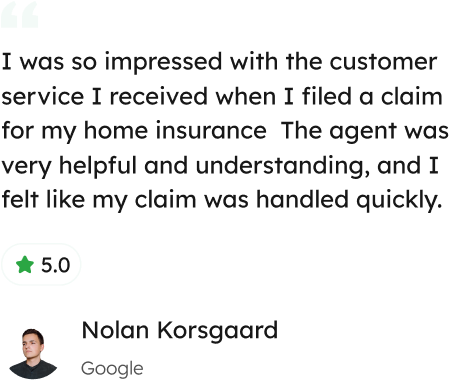 “
I was so impressed with the customer
service I received when I filed a claim
for my home insurance  The agent was
very helpful and understanding, and I
felt like my claim was handled quickly.
5.0
Nolan Korsgaard
Google